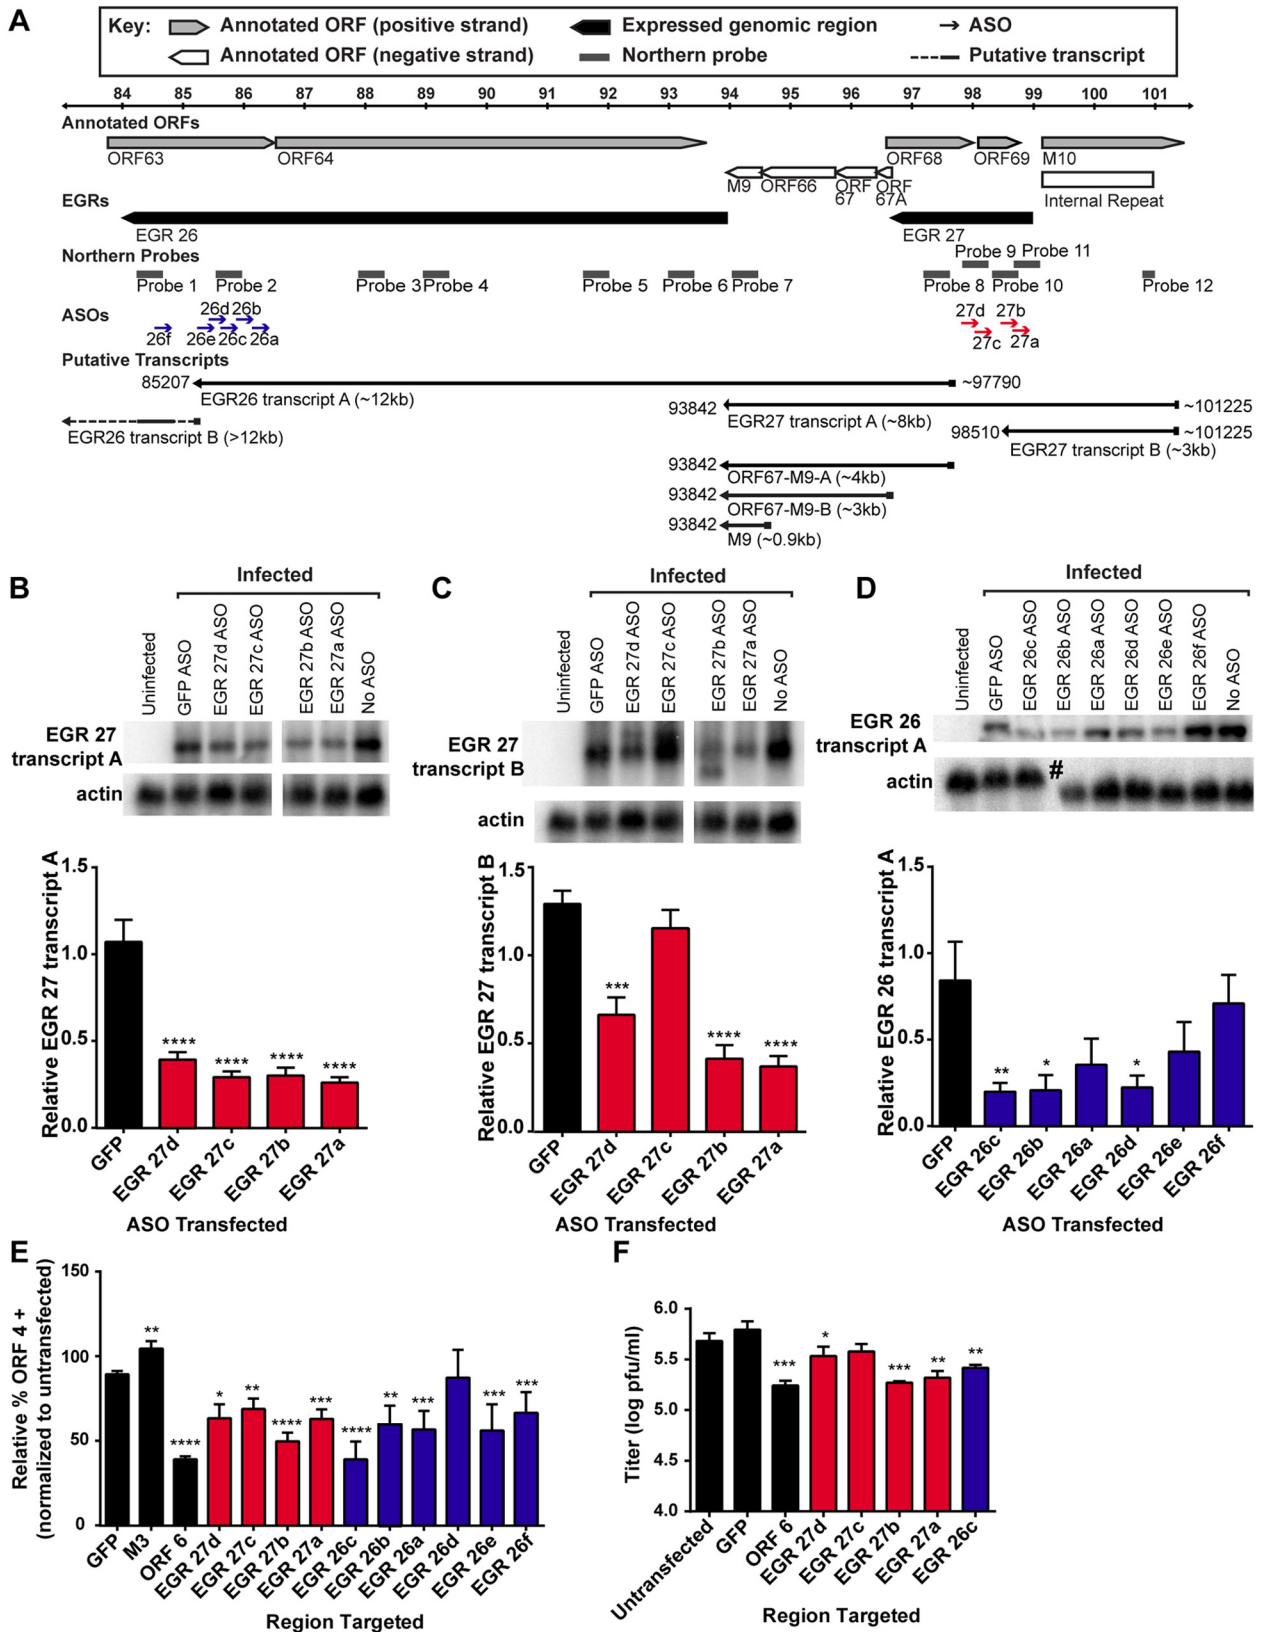 A
Key: Annotated ORF (positive strand) Expressed genomic region ASO
Annotated ORF (negative strand) Northern probe Putative transcript
84 85 86 87 88 89 90 91 92 93 94 95 96 97 98 99 100 101
Annotated ORFs
ORF63 ORF64 ORF68 ORF69 M10
M9 ORF66 ORF 67 ORF 67A
Internal Repeat
EGRs
EGR 26 EGR 27
Northern Probes
Probe 9 Probe 11
Probe 1 Probe 2 Probe 3 Probe 4 Probe 5 Probe 6 Probe 7 Probe 8 Probe 10 Probe 12
ASOs
26d 26b 27d 27b
26f 26e 26c 26a 27c 27a
Putative Transcripts
85207 ~97790
EGR26 transcript A (~12kb)
93842 ~101225
EGR27 transcript A (~8kb)
EGR26 transcript B (>12kb)
98510 ~101225
EGR27 transcript B (~3kb)
93842
ORF67-M9-A (~4kb)
93842
ORF67-M9-B (~3kb)
93842
M9 (~0.9kb)
B
Infected
Uninfected
GFP ASO
EGR 27d ASO
EGR 27c ASO
EGR 27b ASO
EGR 27a ASO
No ASO
EGR 27
transcript A
actin
Relative EGR 27 transcript A
1.5
1.0
0.5
0.0
**** **** **** ****
GFP
EGR 27d
EGR 27c
EGR 27b
EGR 27a
ASO Transfected
C
Infected
Uninfected
GFP ASO
EGR 27d ASO
EGR 27c ASO
EGR 27b ASO
EGR 27a ASO
No ASO
EGR 27
transcript B
actin
Relative EGR 27 transcript B
1.5
1.0
0.5
0.0
*** **** ****
GFP
EGR 27d
EGR 27c
EGR 27b
EGR 27a
ASO Transfected
D
Infected
Uninfected
GFP ASO
EGR 26c ASO
EGR 26b ASO
EGR 26a ASO
EGR 26d ASO
EGR 26e ASO
EGR 26f ASO
No ASO
EGR 26
transcript A
actin
#
Relative EGR 26 transcript A
1.5
1.0
0.5
0.0
** * *
GFP
EGR 26c
EGR 26b
EGR 26a
EGR 26d
EGR 26e
EGR 26f
ASO Transfected
E
Relative % ORF 4 +
(normalized to untransfected)
150
100
50
0
** **** * ** **** *** **** ** *** *** ***
GFP
M3
ORF 6
EGR 27d
EGR 27c
EGR 27b
EGR 27a
EGR 26c
EGR 26b
EGR 26a
EGR 26d
EGR 26e
EGR 26f
Region Targeted
F
Titer (log pfu/ml)
6.0
5.5
5.0
4.5
4.0
*** * *** ** **
Untransfected
GFP
ORF 6
EGR 27d
EGR 27c
EGR 27b
EGR 27a
EGR 26c
Region Targeted